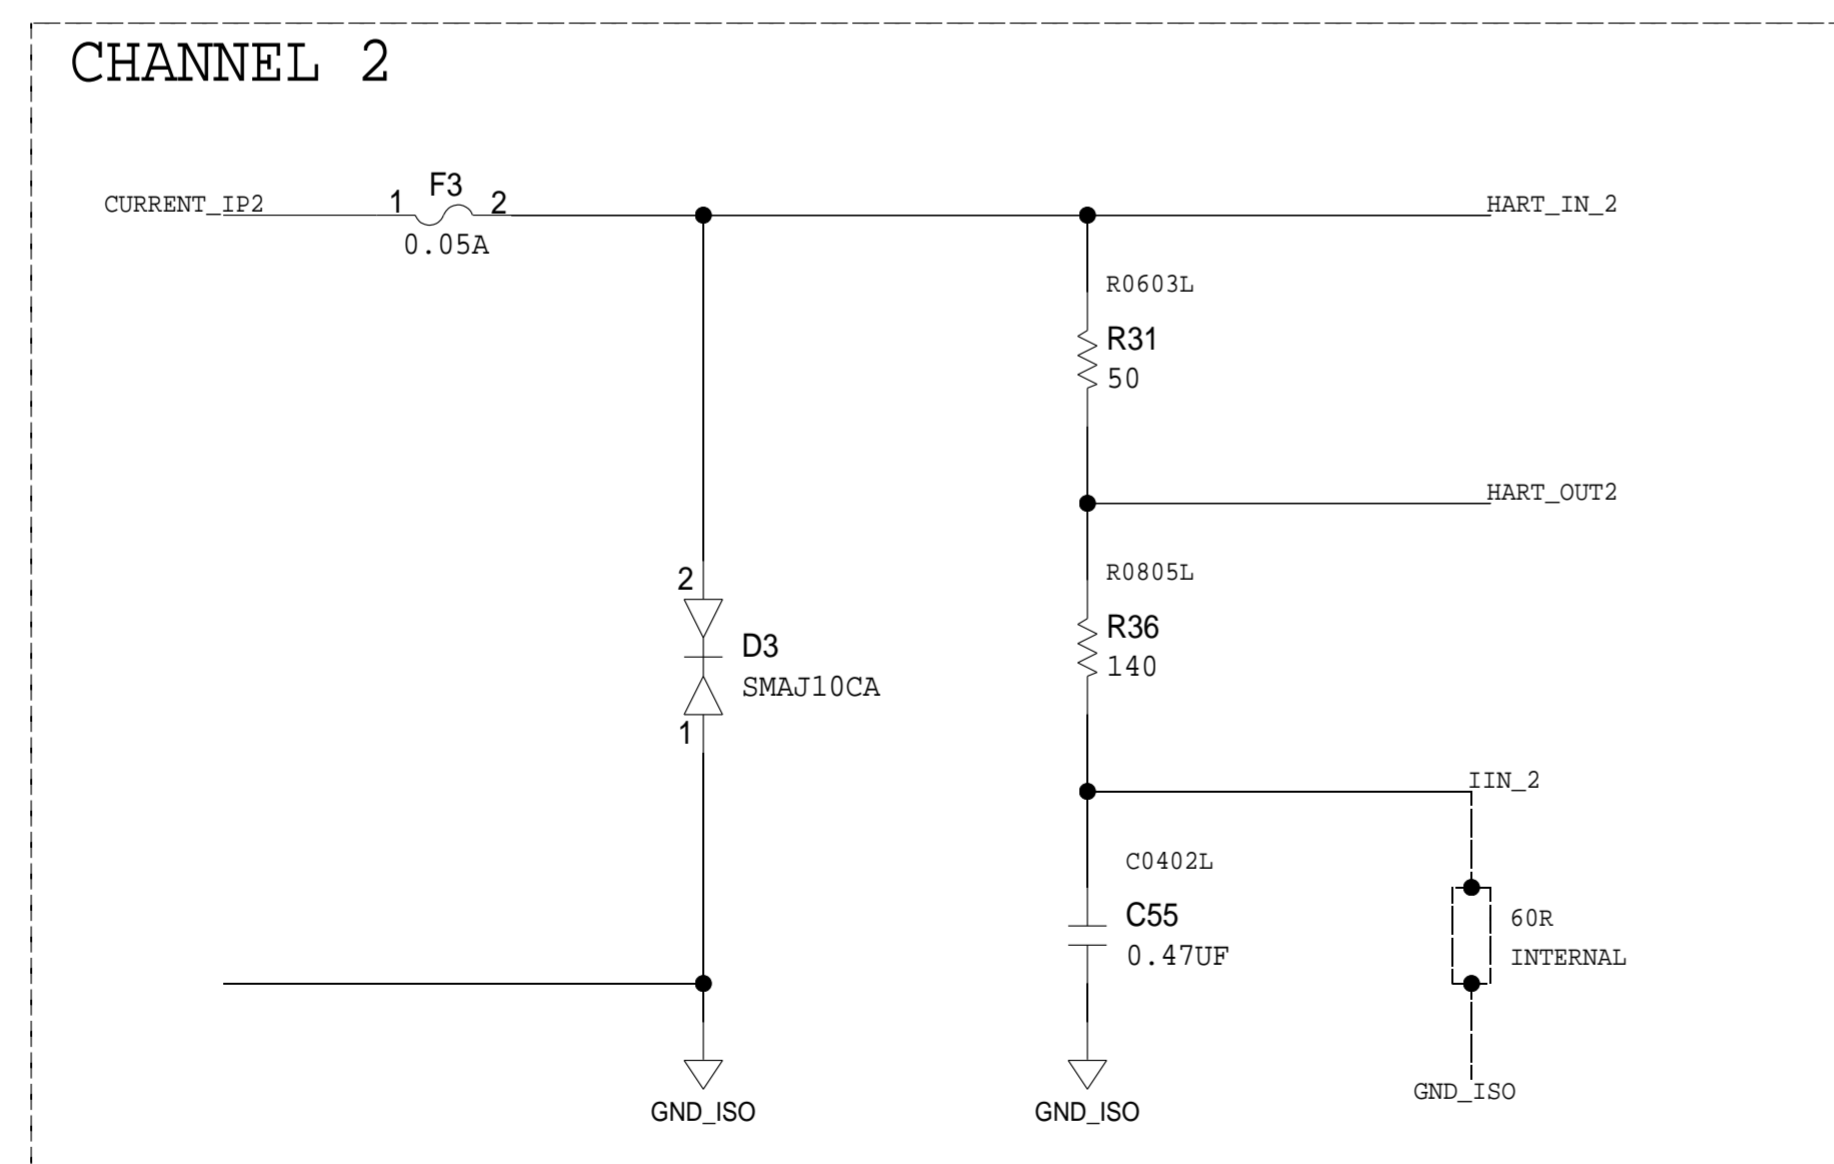 CHANNEL 2
F3
CURRENT_IP2
1
2
HART_IN_2
0.05A
R0603L
R31
50
HART_OUT2
R0805L
2
R36
D3
140
SMAJ10CA
1
IIN_2
C0402L
C55
60R
0.47UF
INTERNAL
GND_ISO
GND_ISO
GND_ISO